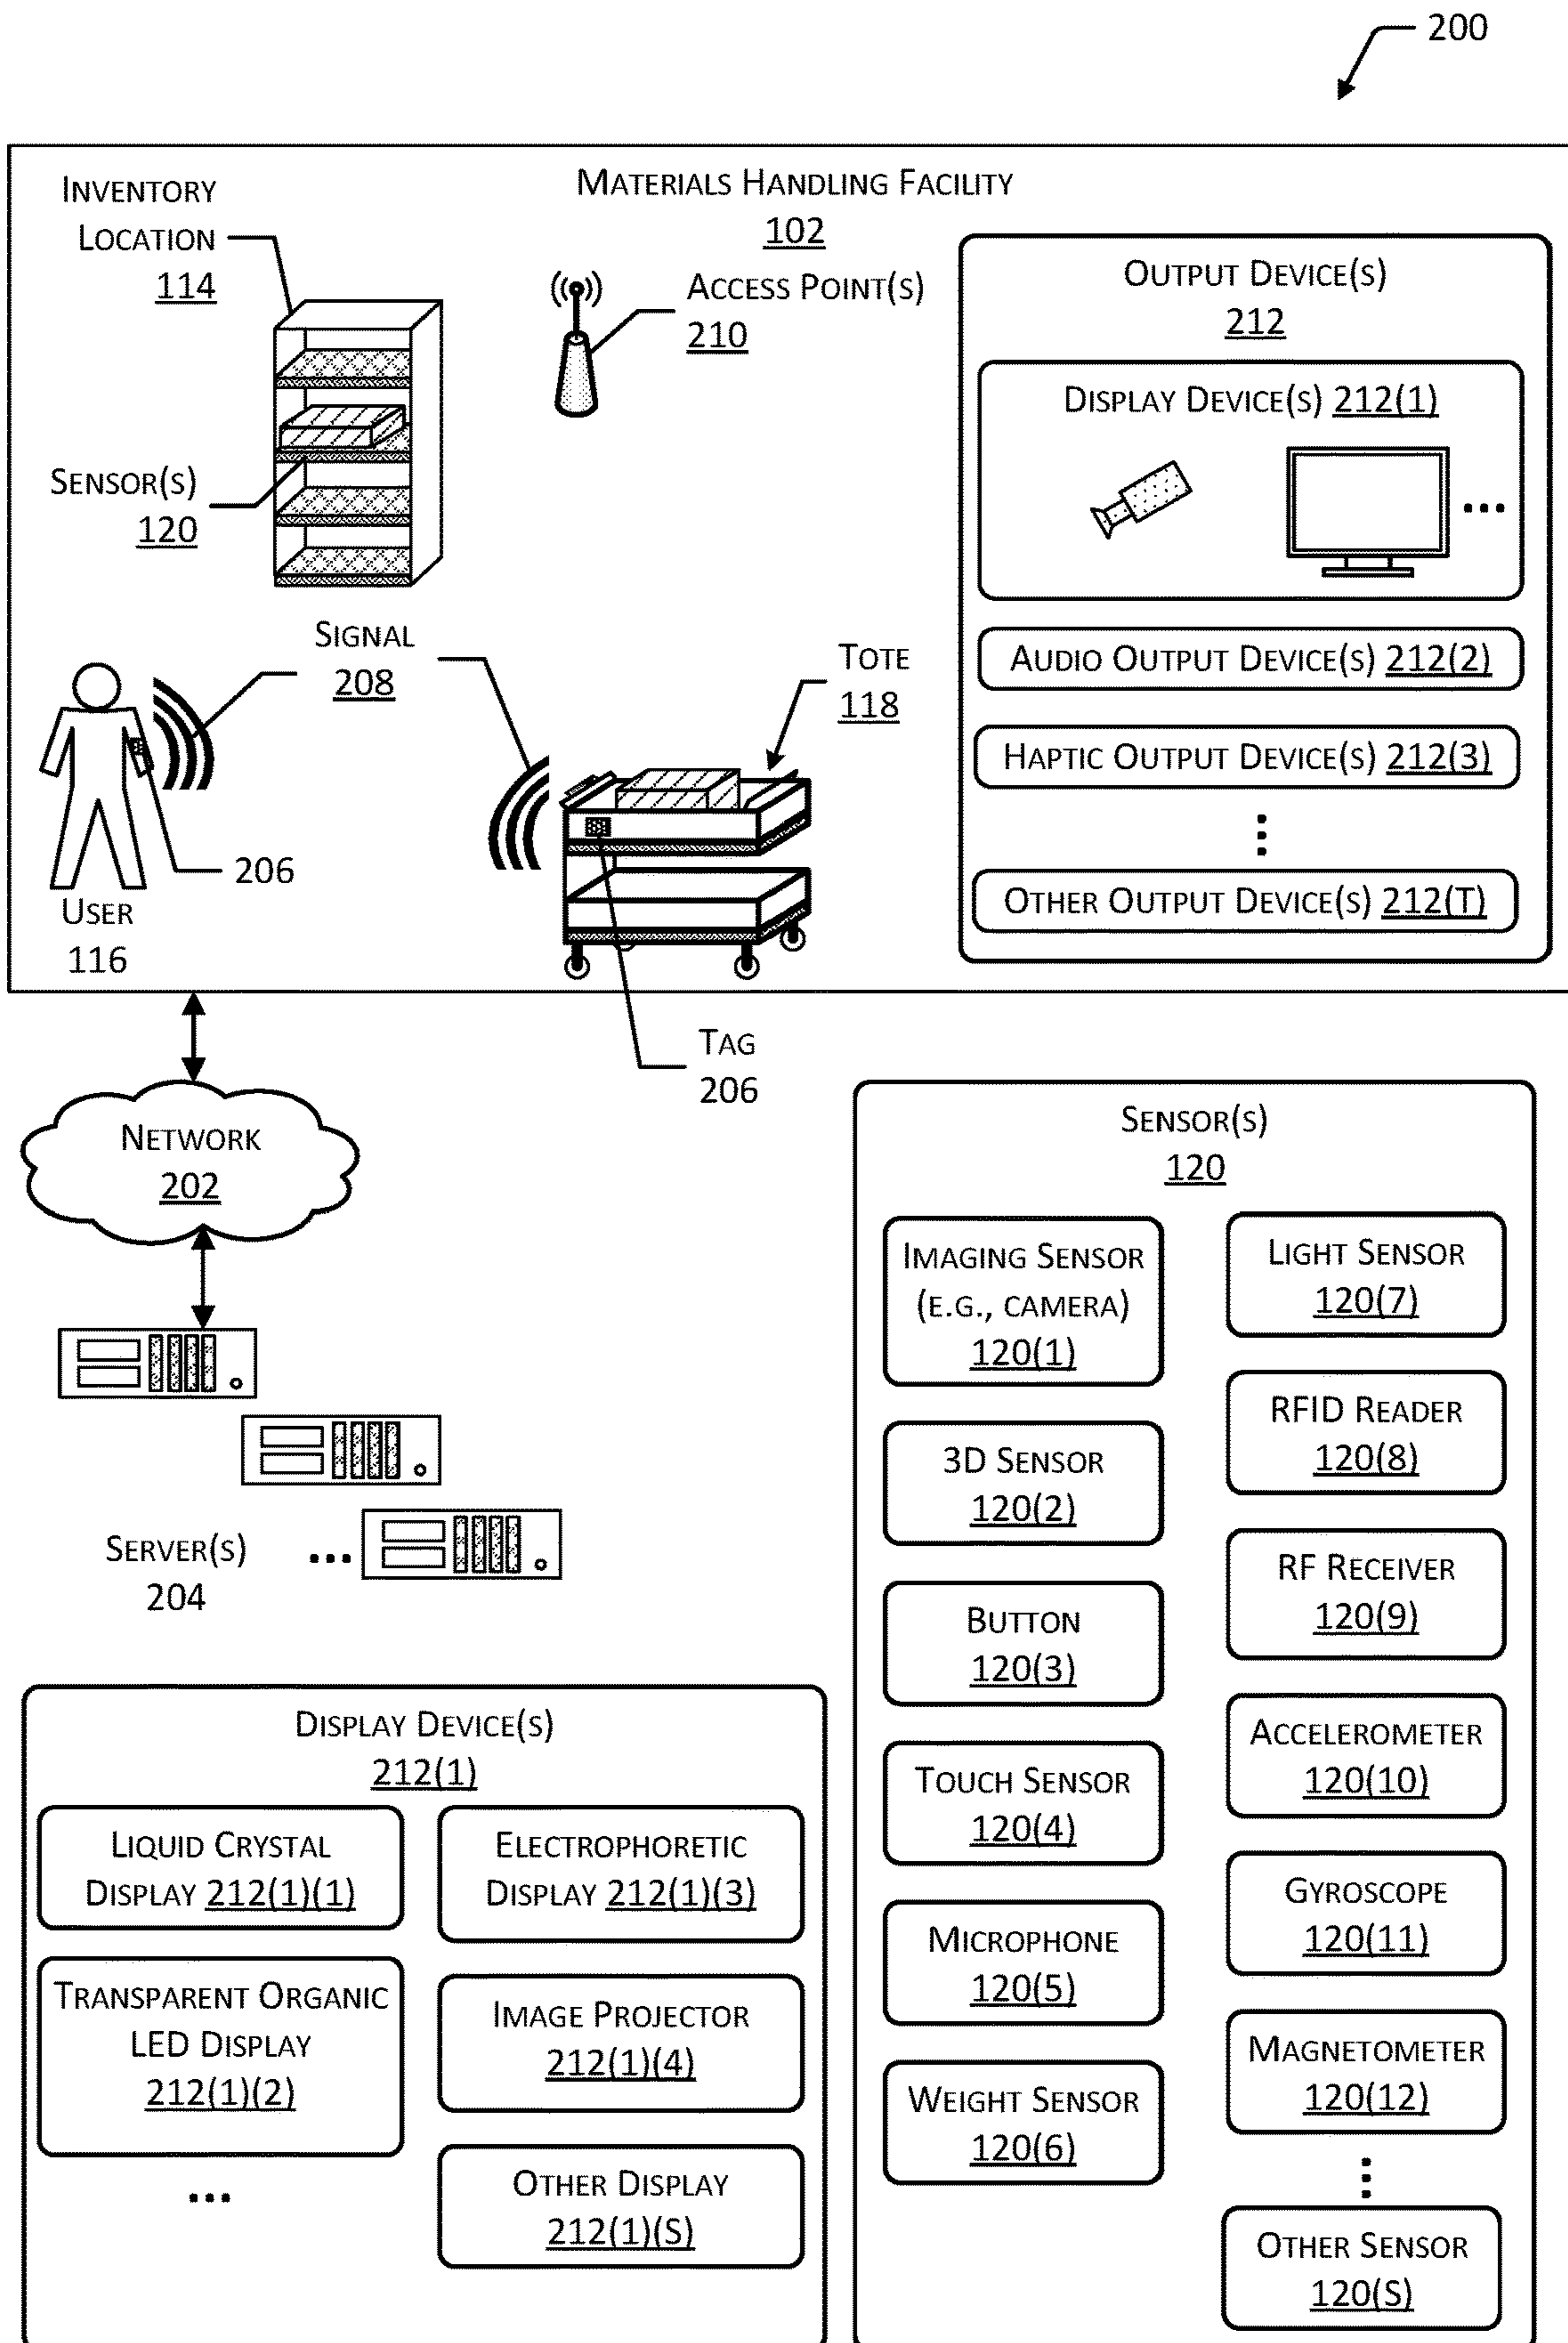 200
MATERIALS HANDLING FACILITY
102
INVENTORY
LOCATION
114
ACCESS POINT(S)
210
SENSOR(S)
120
SIGNAL
208
TOTE
118
206
USER
116
TAG
206
OUTPUT DEVICE(S)
212
DISPLAY DEVICE(S) 212(1)
...
AUDIO OUTPUT DEVICE(S) 212(2)
HAPTIC OUTPUT DEVICE(S) 212(3)
OTHER OUTPUT DEVICE(S) 212(T)
NETWORK
202
SERVER(S)
204
...
DISPLAY DEVICE(S)
212(1)
LIQUID CRYSTAL
DISPLAY 212(1)(1)
TRANSPARENT ORGANIC
LED DISPLAY
212(1)(2)
...
ELECTROPHORETIC
DISPLAY 212(1)(3)
IMAGE PROJECTOR
212(1)(4)
OTHER DISPLAY
212(1)(S)
SENSOR(S)
120
IMAGING SENSOR
(E.G., CAMERA)
120(1)
3D SENSOR
120(2)
BUTTON
120(3)
TOUCH SENSOR
120(4)
MICROPHONE
120(5)
WEIGHT SENSOR
120(6)
LIGHT SENSOR
120(7)
RFID READER
120(8)
RF RECEIVER
120(9)
ACCELEROMETER
120(10)
GYROSCOPE
120(11)
MAGNETOMETER
120(12)
OTHER SENSOR
120(S)